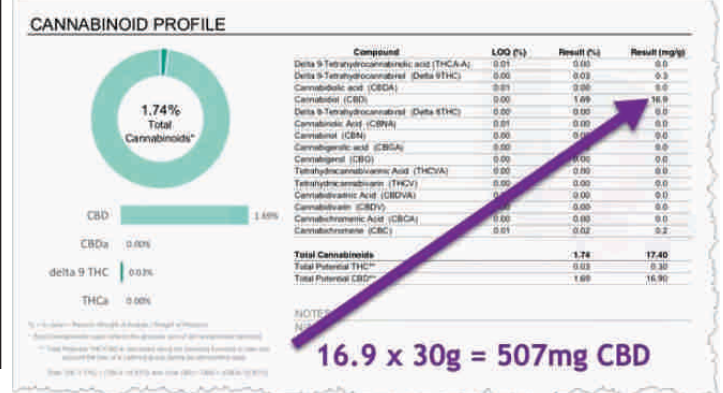 CANNABINOID PROFILE
1.74%
Total
Cannabinoids*
CBD 1.69%
CBDa 0.00%
delta 9 THC 0.03%
THCa 0.00%
Compound LOQ (%) Result (%) Result (mg/g)
Delta 9-Tetrahydrocannabinolic acid (THCA-A) 0.01 0.00 0.0
Delta 9-Tetrahydrocannabinol (Delta 9THC) 0.00 0.03 0.3
Cannabidiolic acid (CBDA) 0.01 0.00 0.0
Cannabidiol (CBD) 0.00 1.69 16.9
Delta 8-Tetrahydrocannabinol (Delta 8THC) 0.00 0.00 0.0
Cannabinolic Acid (CBNA) 0.01 0.00 0.0
Cannabinol (CBN) 0.00 0.00 0.0
Cannabigerolic acid (CBGA) 0.00 0.00 0.0
Cannabigerol (CBG) 0.00 0.00 0.0
Tetrahydrocannabivarinic Acid (THCVA) 0.00 0.00 0.0
Tetrahydrocannabivarin (THCV) 0.00 0.00 0.0
Cannabidivarinic Acid (CBDVA) 0.00 0.00 0.0
Cannabidivarin (CBDV) 0.00 0.00 0.0
Cannabichromenic Acid (CBCA) 0.00 0.00 0.0
Cannabichromene (CBC) 0.01 0.02 0.2
Total Cannabinoids 1.74 17.40
Total Potential THC** 0.03 0.30
Total Potential CBD** 1.69 16.90
NOTES
16.9 x 30g = 507mg CBD